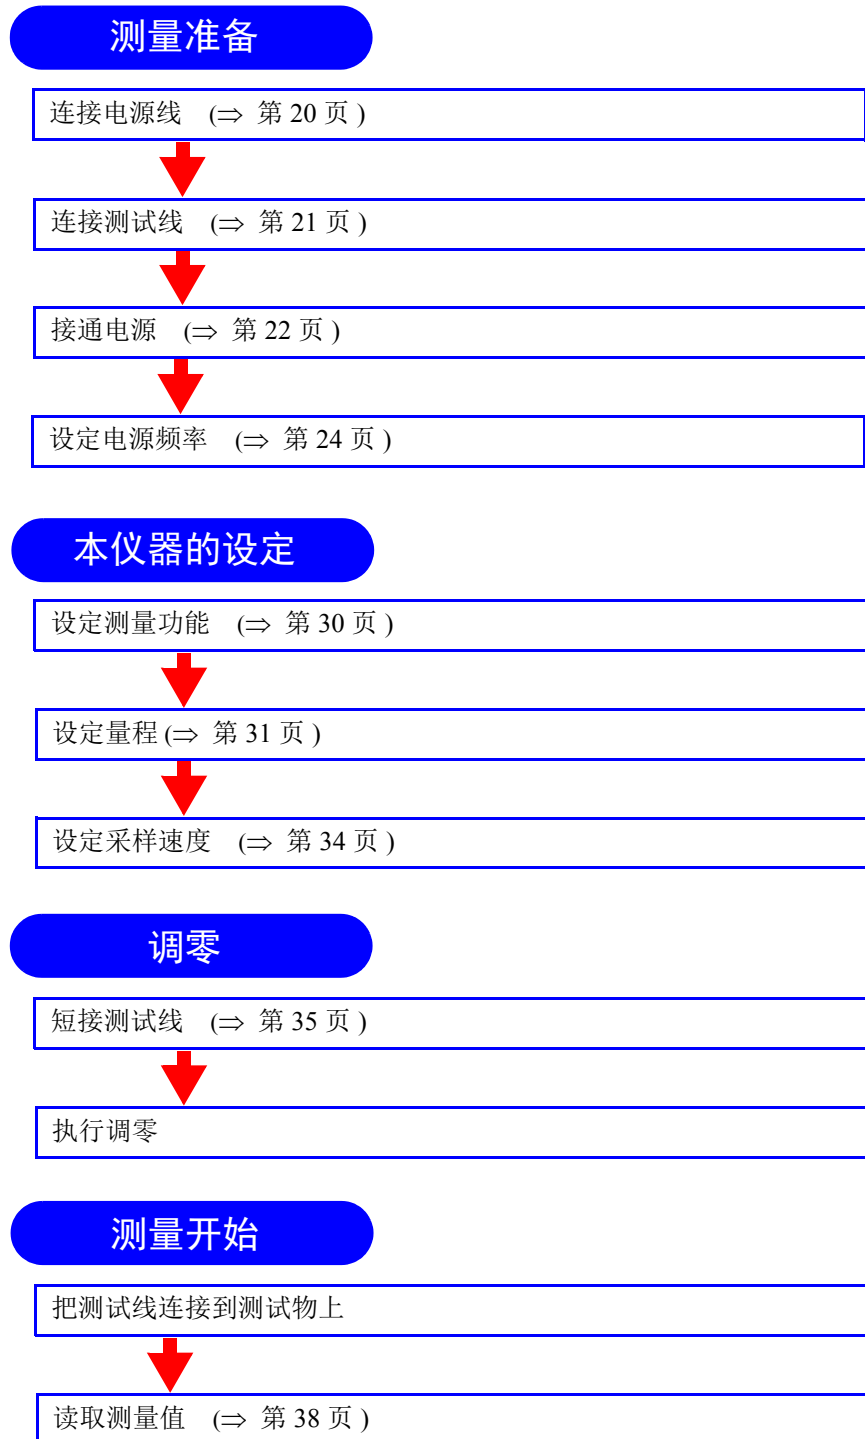 测量准备
连接电源线 (⇒ 第 20 页 )
连接测试线 (⇒ 第 21 页 )
接通电源 (⇒ 第 22 页 )
设定电源频率 (⇒ 第 24 页 )
本仪器的设定
设定测量功能 (⇒ 第 30 页 )
设定量程 (⇒ 第 31 页 )
设定采样速度 (⇒ 第 34 页 )
调零
短接测试线 (⇒ 第 35 页 )
执行调零
测量开始
把测试线连接到测试物上
读取测量值 (⇒ 第 38 页 )